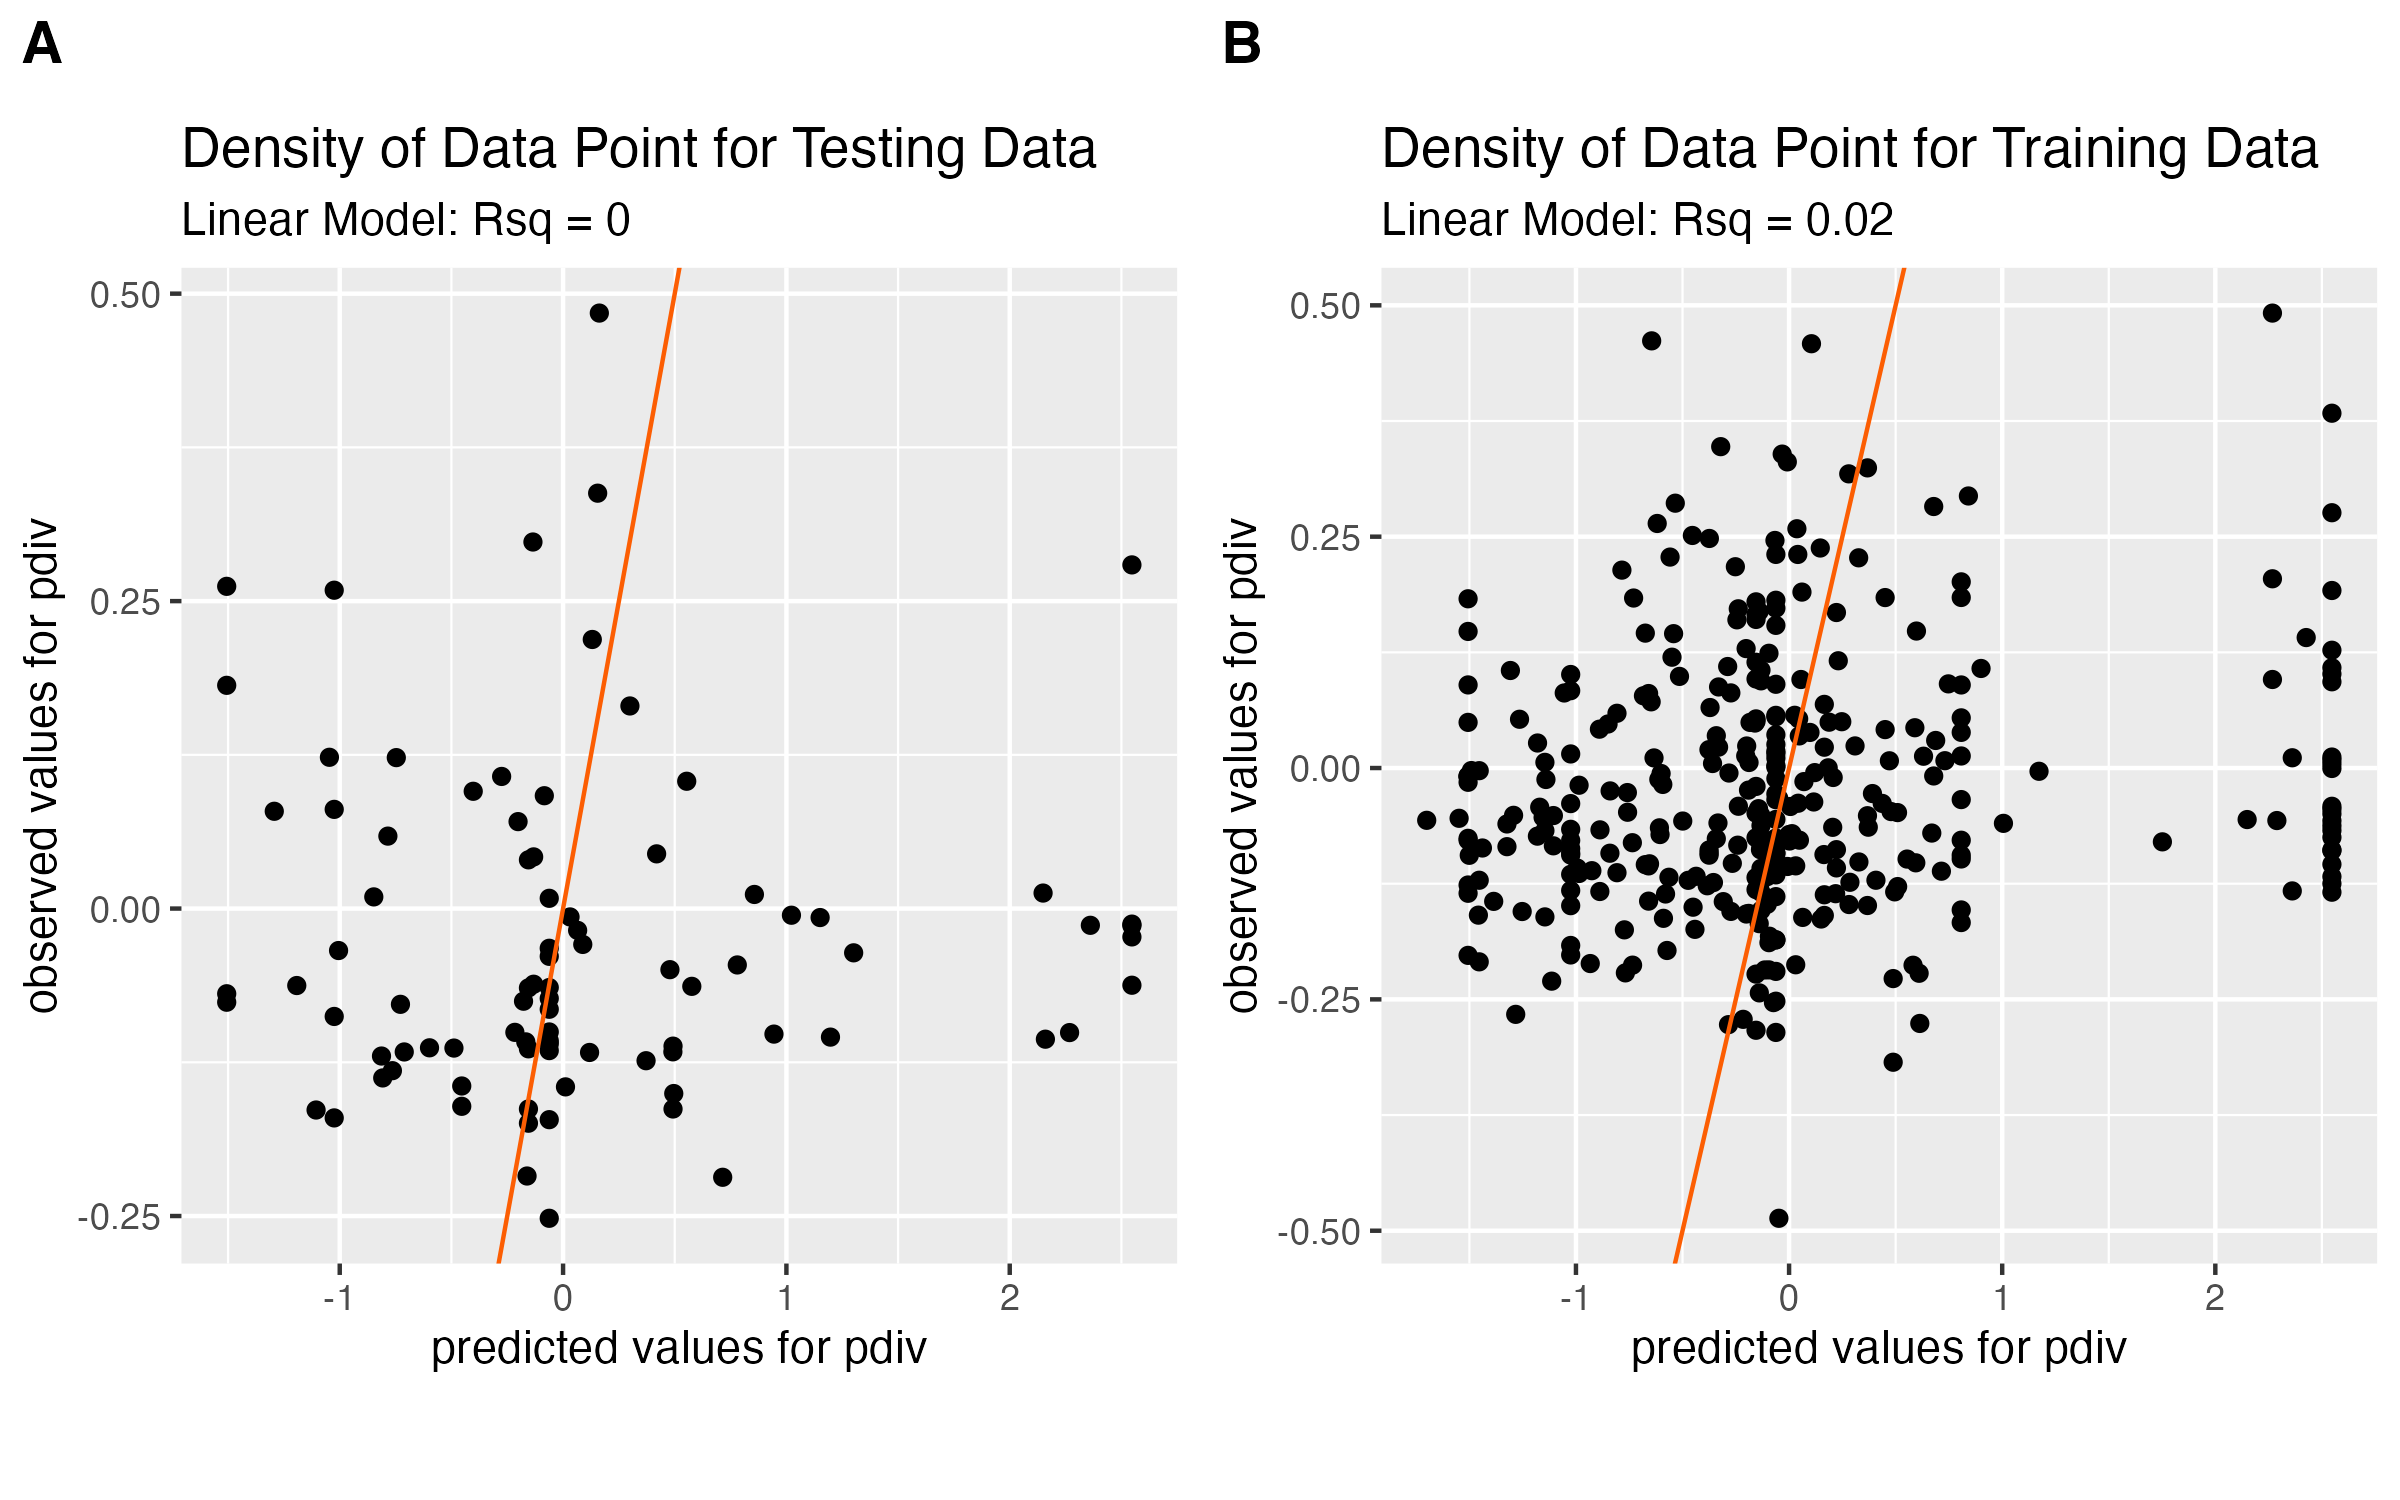 A
Density of Data Point for Testing Data
Linear Model: Rsq = 0
observed values for pdiv
0.50
0.25
0.00
-0.25
-1 0 1 2
predicted values for pdiv
B
Density of Data Point for Training Data
Linear Model: Rsq = 0.02
observed values for pdiv
0.50
0.25
0.00
-0.25
-0.50
-1 0 1 2
predicted values for pdiv